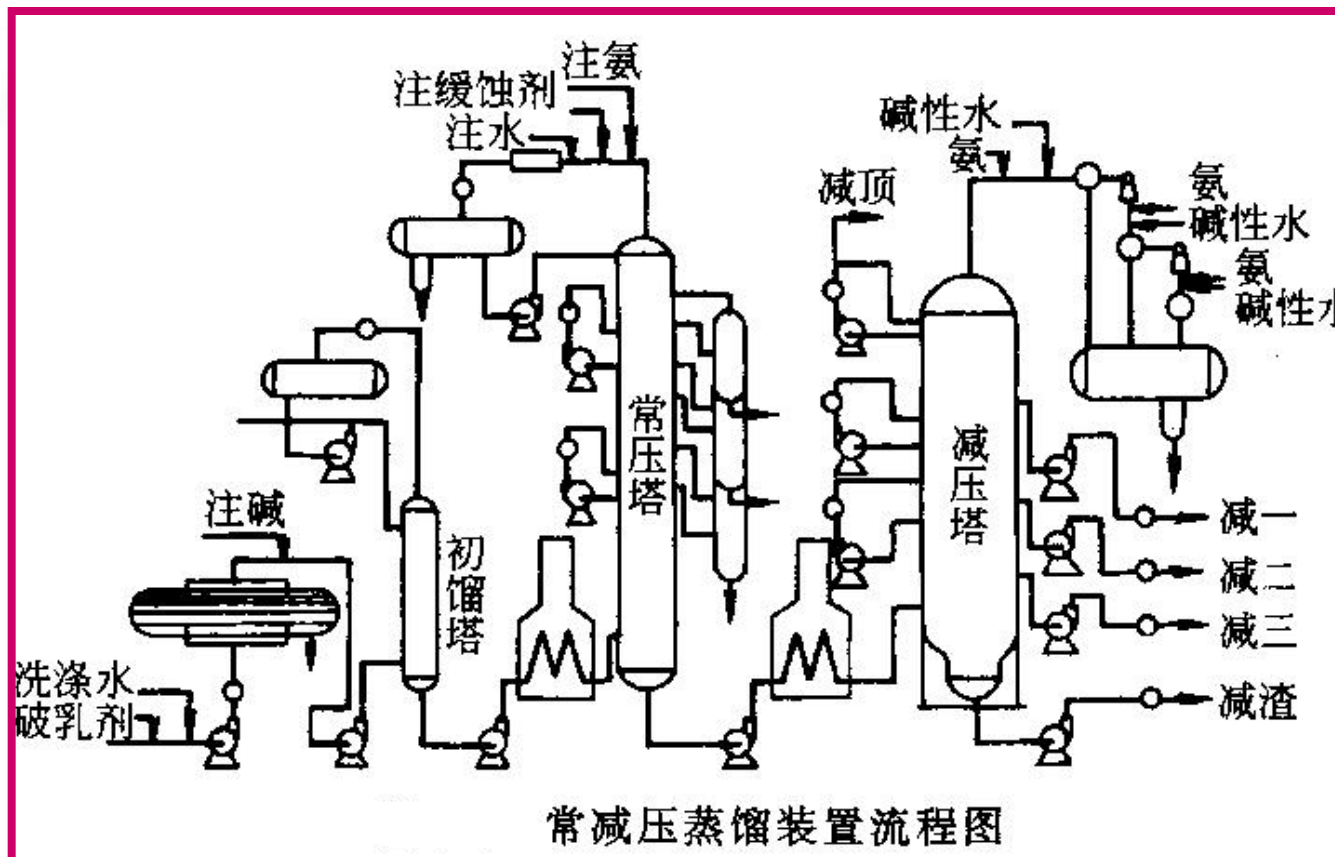 注氨
注缓蚀剂
注水
碱性水
氨
减顶
氨
碱性水
氨
碱性水
常压塔
减压塔
注碱
初馏塔
减一
减二
减三
洗涤水
破乳剂
减渣
常减压蒸馏装置流程图